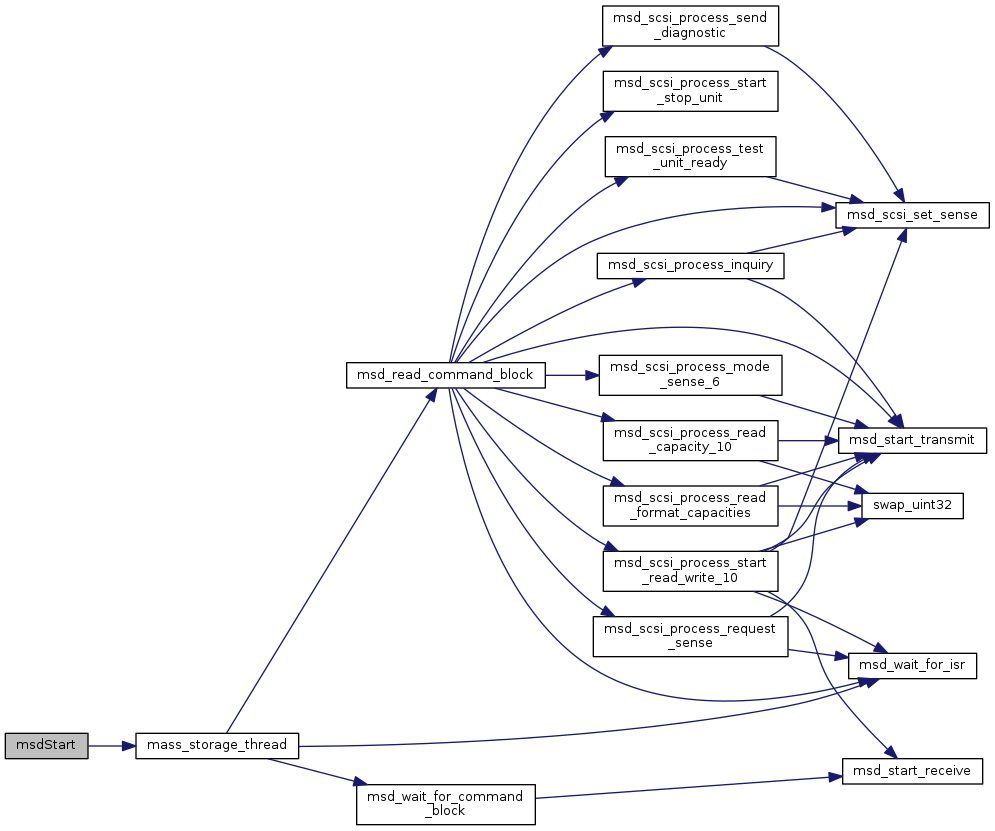 msd_scsi_process_send
_diagnostic
msd_scsi_process_start
_stop_unit
msd_scsi_process_test
_unit_ready
msd_scsi_set_sense
msd_scsi_process_inquiry
msd_read_command_block
msd_scsi_process_mode
_sense_6
msd_scsi_process_read
_capacity_10
msd_start_transmit
msd_scsi_process_read
_format_capacities
swap_uint32
msd_scsi_process_start
_read_write_10
msd_scsi_process_request
_sense
msd_wait_for_isr
msdStart
mass_storage_thread
msd_start_receive
msd_wait_for_command
_block